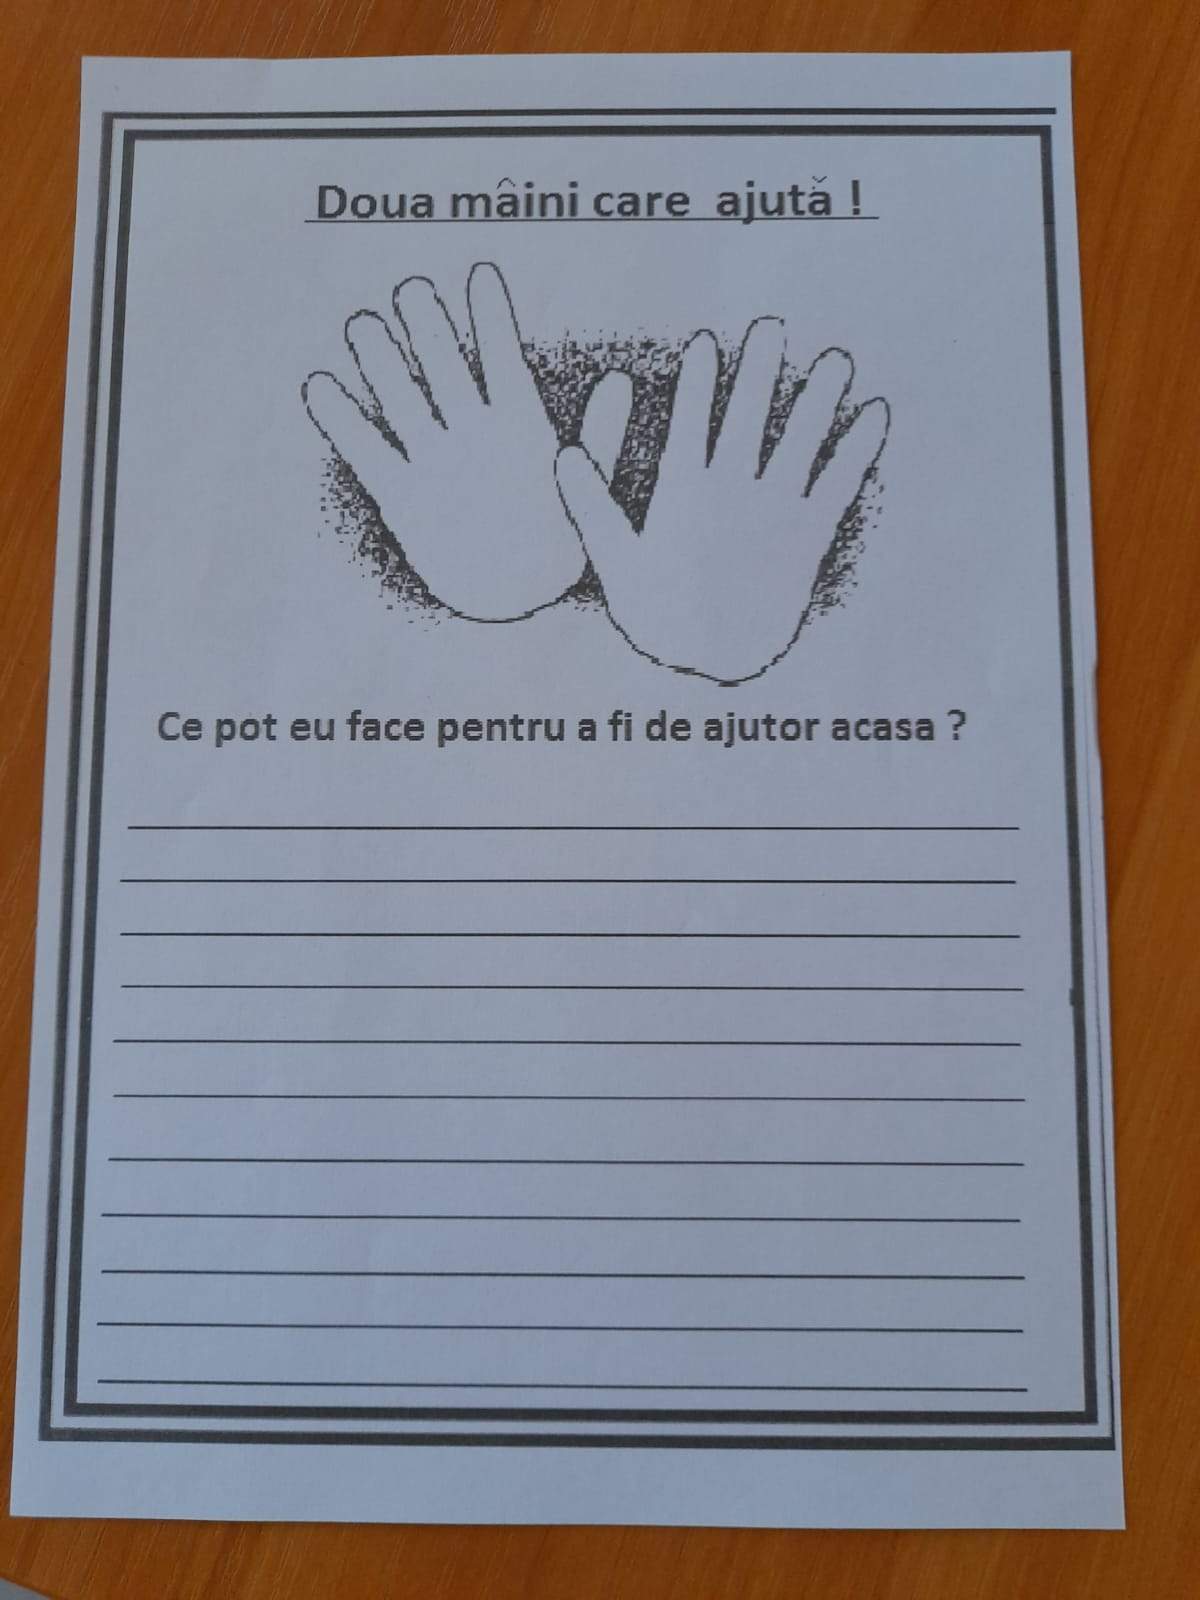 Doua mâini care ajută !
Ce pot eu face pentru a fi de ajutor acasa ?